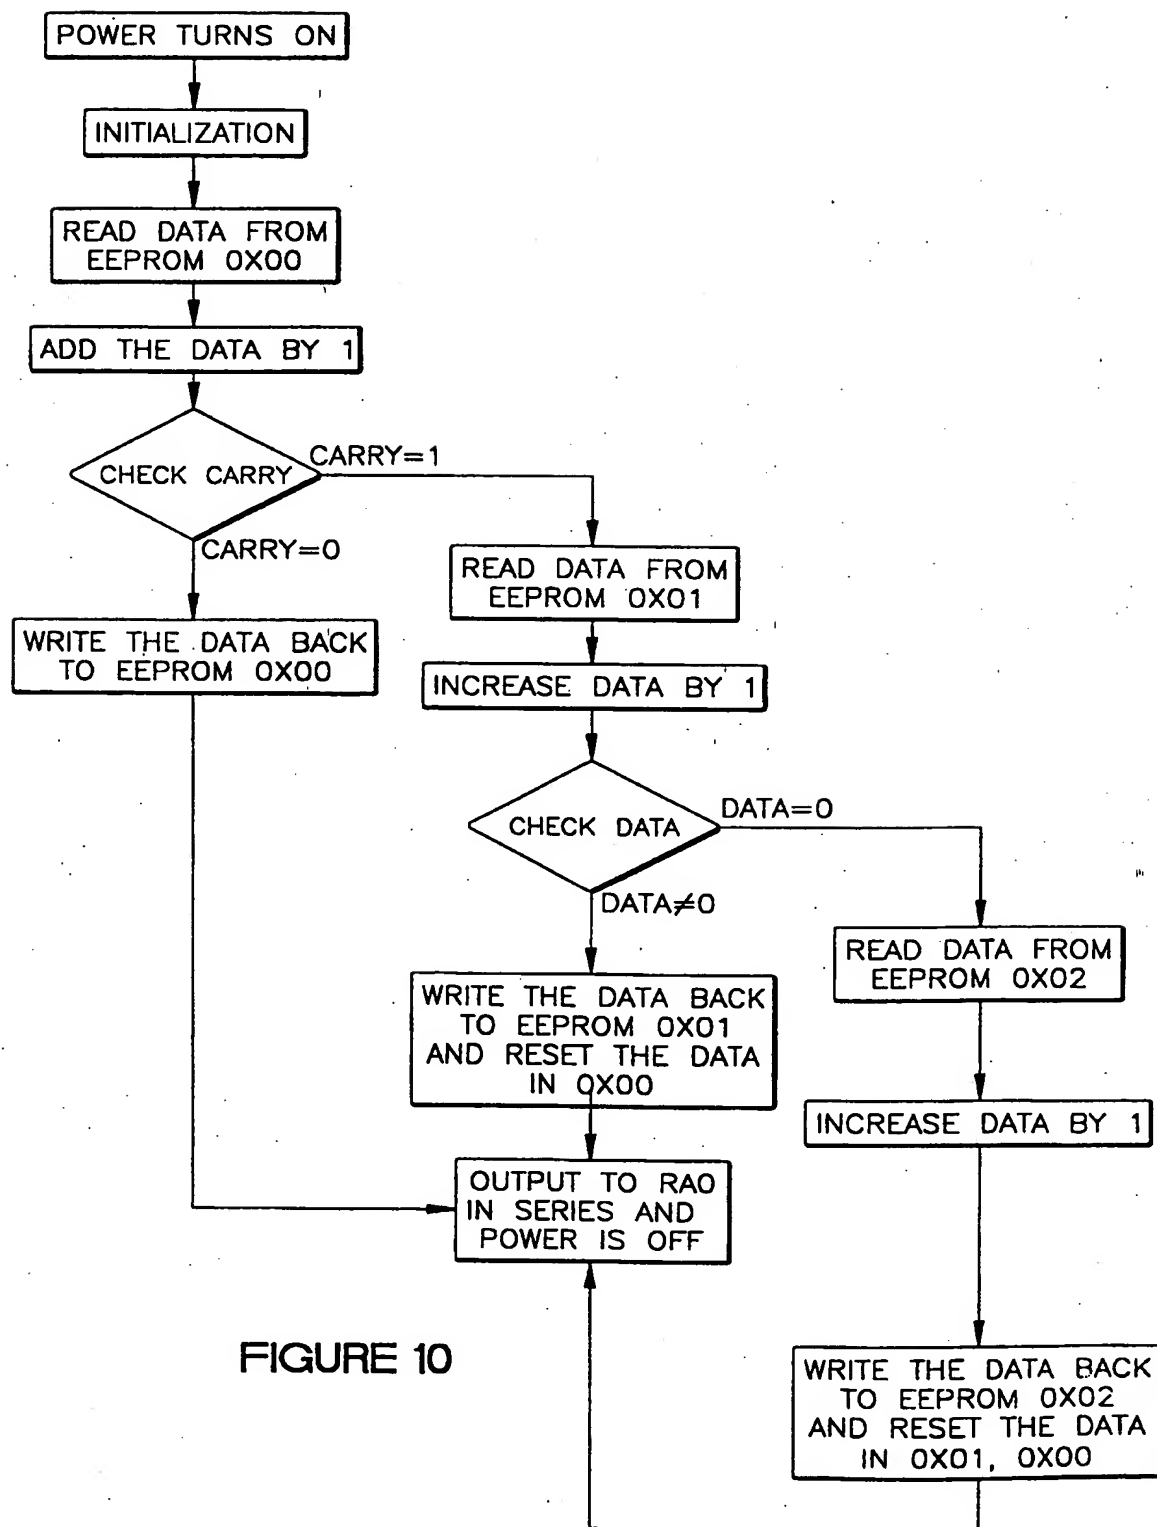 POWER TURNS ON
INITIALIZATION
READ DATA FROM
EEPROM 0X00
ADD THE DATA BY 1
CHECK CARRY
CARRY=1
CARRY=0
WRITE THE DATA BACK
TO EEPROM 0X00
READ DATA FROM
EEPROM 0X01
INCREASE DATA BY 1
CHECK DATA
DATA=0
DATA≠0
WRITE THE DATA BACK
TO EEPROM 0X01
AND RESET THE DATA
IN 0X00
READ DATA FROM
EEPROM 0X02
INCREASE DATA BY 1
OUTPUT TO RA0
IN SERIES AND
POWER IS OFF
WRITE THE DATA BACK
TO EEPROM 0X02
AND RESET THE DATA
IN 0X01, 0X00
FIGURE 10